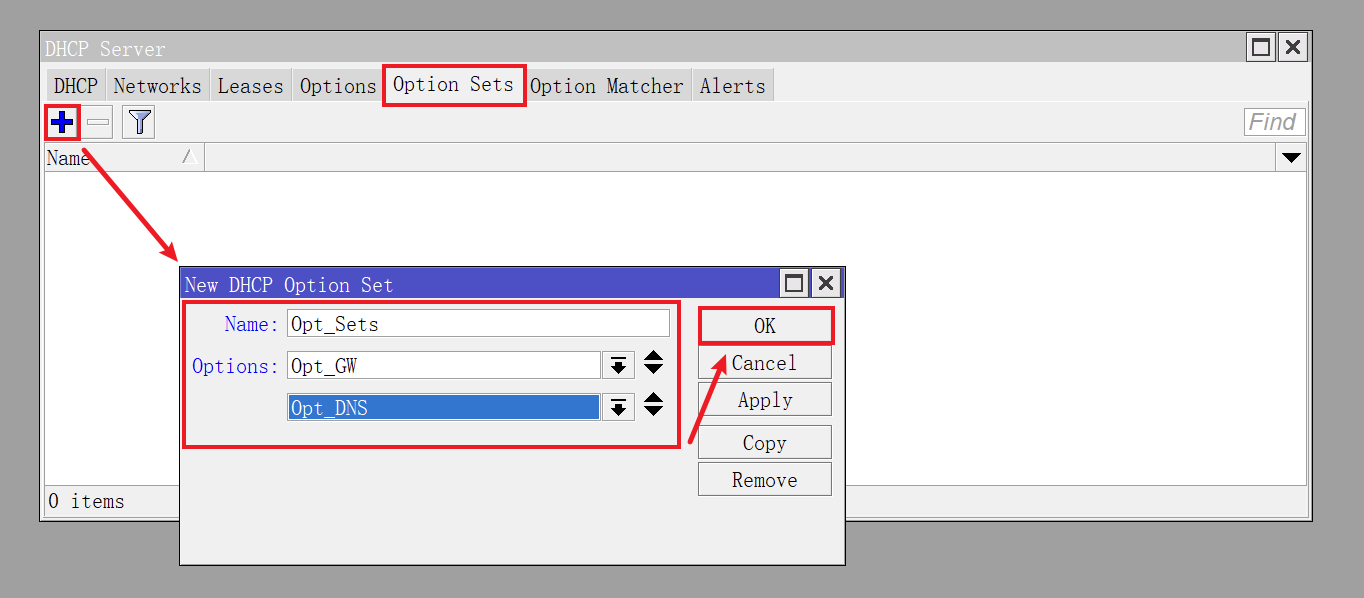 DHCP Server
DHCP Networks Leases Options Option Sets Option Matcher Alerts
Find
Name
New DHCP Option Set
Name: Opt_Sets OK
Options: Opt_GW Cancel
Opt_DNS Apply
Copy
Remove
0 items